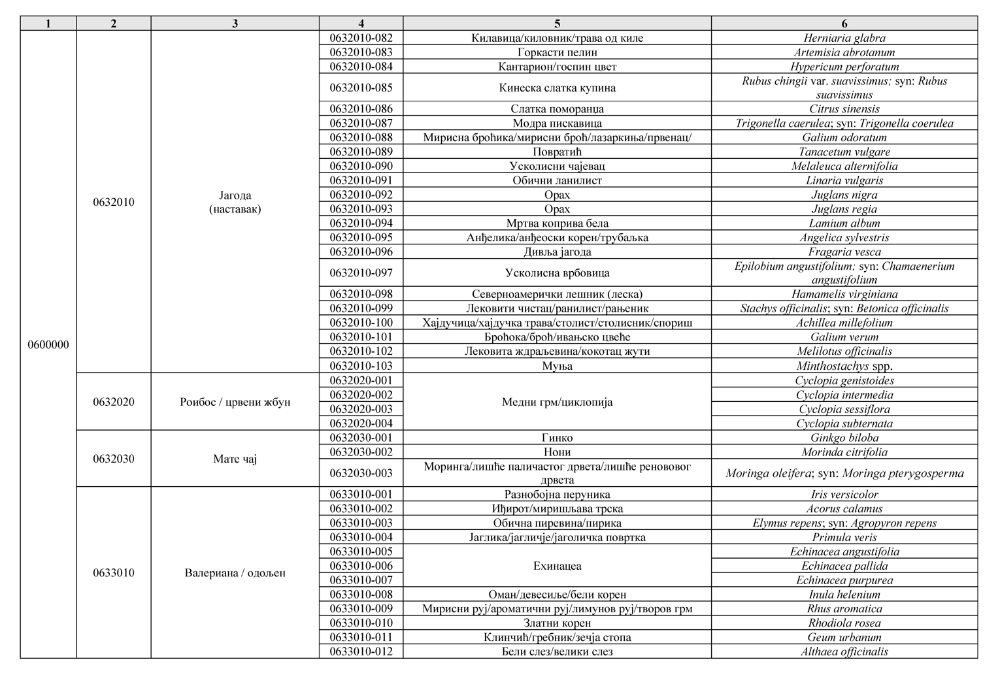 1 2 3 4 5 6
0632010-082 Килавица/киловник/трава од киле Herniaria glabra
0632010-083 Горкасти пелин Artemisia abrotanum
0632010-084 Кантарион/госпин цвет Hypericum perforatum
0632010-085 Кинеска слатка купина Rubus chingii var. suavissimus; syn: Rubus
suavissimus
0632010-086 Слатка поморанџа Citrus sinensis
0632010-087 Модра пискавица Trigonella caerulea; syn: Trigonella coerulea
0632010-088 Мирисна броћика/мирисни броћ/лазаркиња/првенац/ Galium odoratum
0632010-089 Повратић Tanacetum vulgare
0632010-090 Усколисни чајевац Melaleuca alternifolia
0632010-091 Обични ланилист Linaria vulgaris
0632010 Јагода
(наставак)
0632010-092 Орах Juglans nigra
0632010-093 Орах Juglans regia
0632010-094 Мртва коприва бела Lamium album
0632010-095 Анђелика/анђеоски корен/трубаљка Angelica sylvestris
0632010-096 Дивља јагода Fragaria vesca
0632010-097 Усколисна врбовица Epilobium angustifolium; syn: Chamaenerium
angustifolium
0632010-098 Северноамерички лешник (леска) Hamamelis virginiana
0632010-099 Лековити чистац/ранилист/рањеник Stachys officinalis; syn: Betonica officinalis
0632010-100 Хајдучица/хајдучка трава/столист/столисник/спориш Achillea millefolium
0632010-101 Броћока/броћ/ивањско цвеће Galium verum
0600000
0632010-102 Лековита ждраљевина/кокотац жути Melilotus officinalis
0632010-103 Муња Minthostachys spp.
0632020 Роибос / црвени жбун Медни грм/циклопија
0632020-001 Cyclopia genistoides
0632020-002 Cyclopia intermedia
0632020-003 Cyclopia sessiflora
0632020-004 Cyclopia subternata
0632030 Мате чај
0632030-001 Гинко Ginkgo biloba
0632030-002 Нони Morinda citrifolia
0632030-003 Моринга/лишће паличастог дрвета/лишће реновового
дрвета Moringa oleifera; syn: Moringa pterygosperma
0633010 Валериана / одољен
0633010-001 Разнобојна перуника Iris versicolor
0633010-002 Иђирот/миришљава трска Acorus calamus
0633010-003 Обична пиревина/пирика Elymus repens; syn: Agropyron repens
0633010-004 Јаглика/јагличје/јаголичка повртка Primula veris
0633010-005 Echinacea angustifolia
0633010-006 Ехинацеа Echinacea pallida
0633010-007 Echinacea purpurea
0633010-008 Оман/девесиље/бели корен Inula helenium
0633010-009 Мирисни руј/ароматични руј/лимунов руј/творов грм Rhus aromatica
0633010-010 Златни корен Rhodiola rosea
0633010-011 Клинчић/гребник/зечја стопа Geum urbanum
0633010-012 Бели слез/велики слез Althaea officinalis